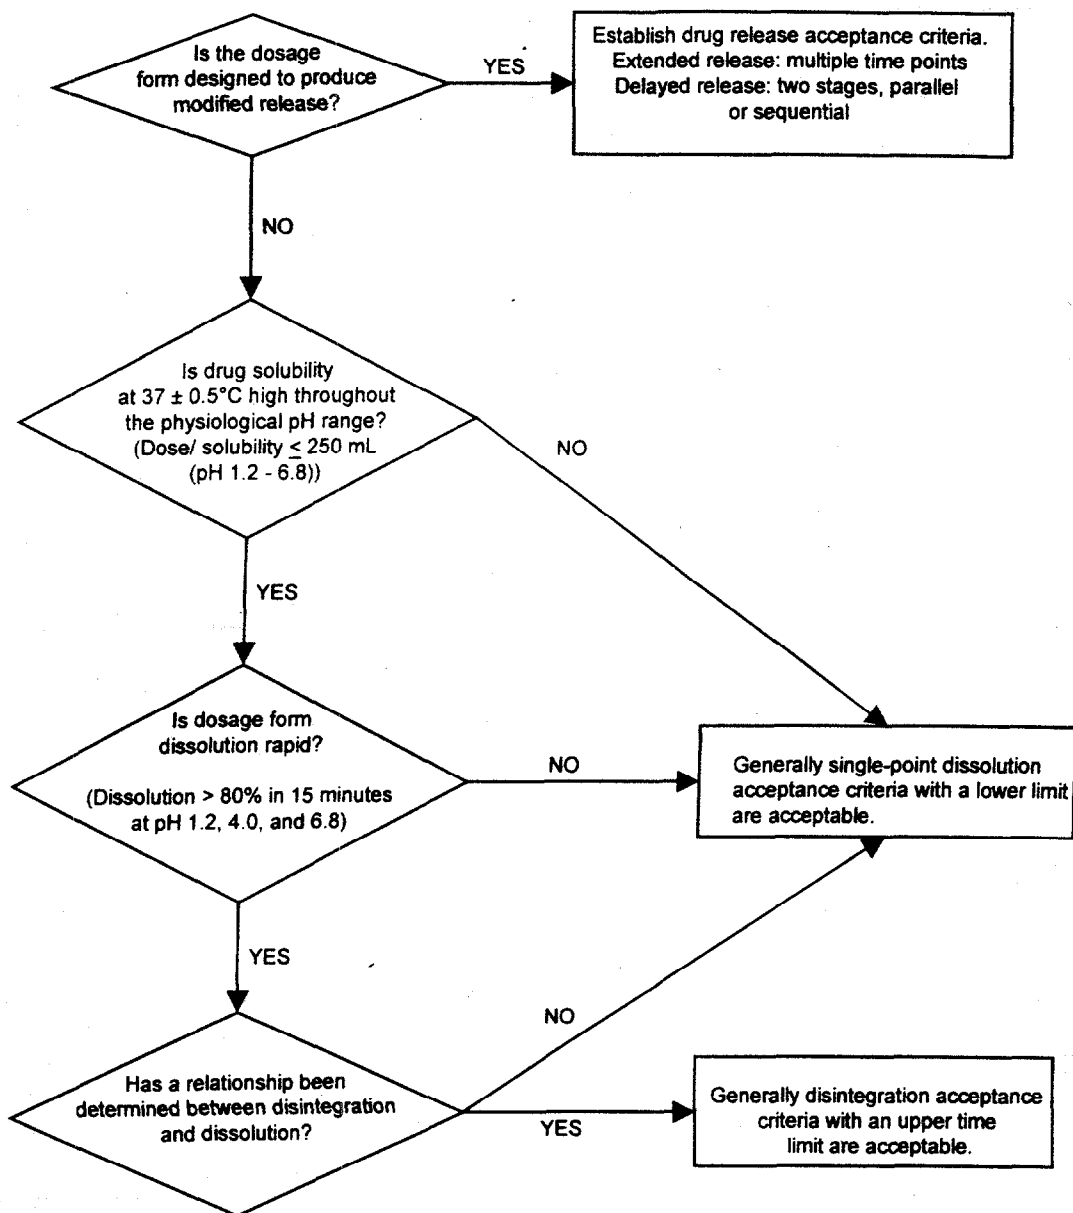 Is the dosage
form designed to produce
modified release?
YES
Establish drug release acceptance criteria.
Extended release: multiple time points
Delayed release: two stages, parallel
or sequential
NO
Is drug solubility
at 37 ± 0.5°C high throughout
the physiological pH range?
(Dose/ solubility ≤ 250 mL
(pH 1.2 - 6.8))
NO
YES
Is dosage form
dissolution rapid?
(Dissolution > 80% in 15 minutes
at pH 1.2, 4.0, and 6.8)
NO
Generally single-point dissolution
acceptance criteria with a lower limit
are acceptable.
YES
NO
Has a relationship been
determined between disintegration
and dissolution?
YES
Generally disintegration acceptance
criteria with an upper time
limit are acceptable.